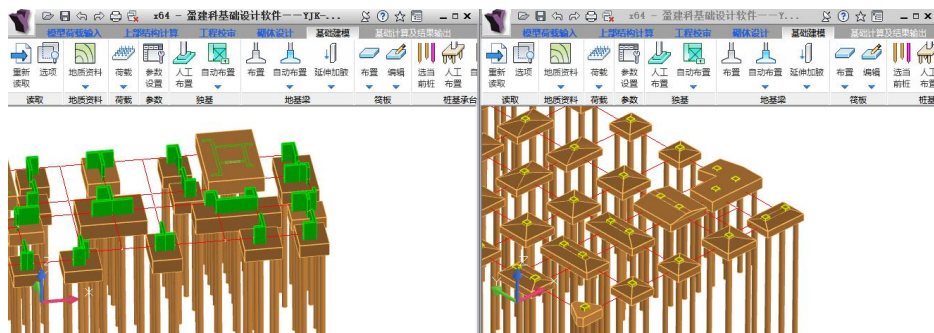 x64 - 盈建科基础设计软件——YJK-...
模型荷载输入 上部结构计算 工程校审 砌体设计 基础建模 基础计算及结果输出
重新读取 选项 地质资料 荷载 参数设置 人工布置 自动布置 布置 自动布置 延伸加腋 布置 编辑 选当前桩 人工布置
读取 地质资料 荷载 参数 独基 地基梁 筏板 桩基承台
X
x64 - 盈建科基础设计软件——Y...
模型荷载输入 上部结构计算 工程校审 砌体设计 基础建模 基础计算及结果输出
重新读取 选项 地质资料 荷载 参数设置 人工布置 自动布置 布置 自动布置 延伸加腋 布置 编辑 选当前桩 人工布置
读取 地质资料 荷载 参数 独基 地基梁 筏板 桩基
Z